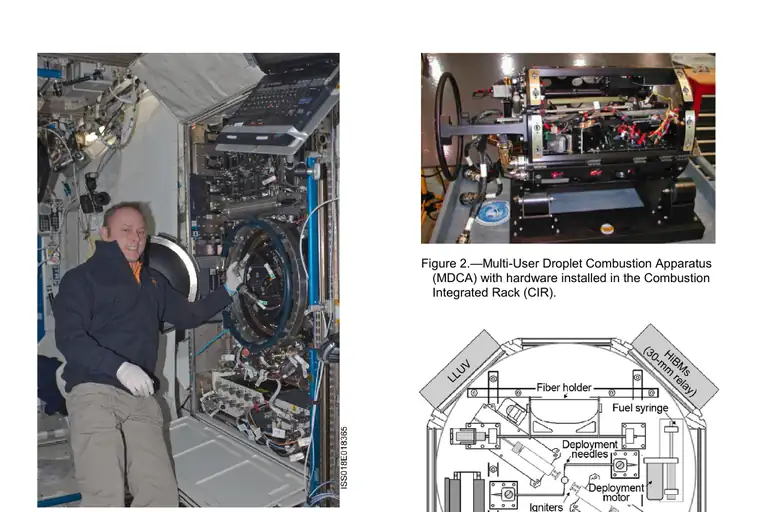 ISS018E018365
Figure 2.—Multi-User Droplet Combustion Apparatus
(MDCA) with hardware installed in the Combustion
Integrated Rack (CIR).
LLUV
HiBMs
(30-mm relay)
Fiber holder
Fuel syringe
Deployment
needles
Deployment
motor
Igniters